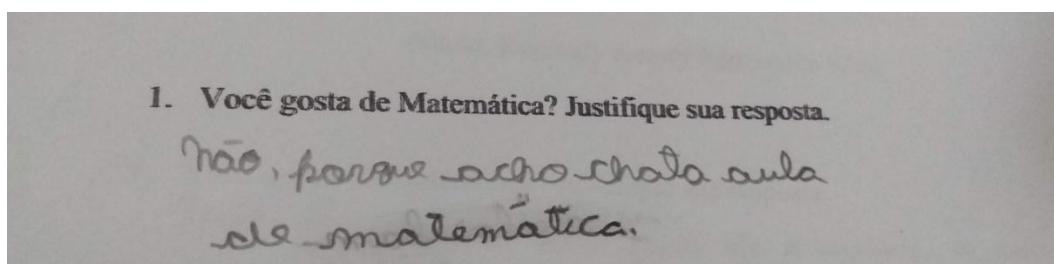 1. Você gosta de Matemática? Justifique sua resposta.
Não, porque acho chata aula
de matemática.